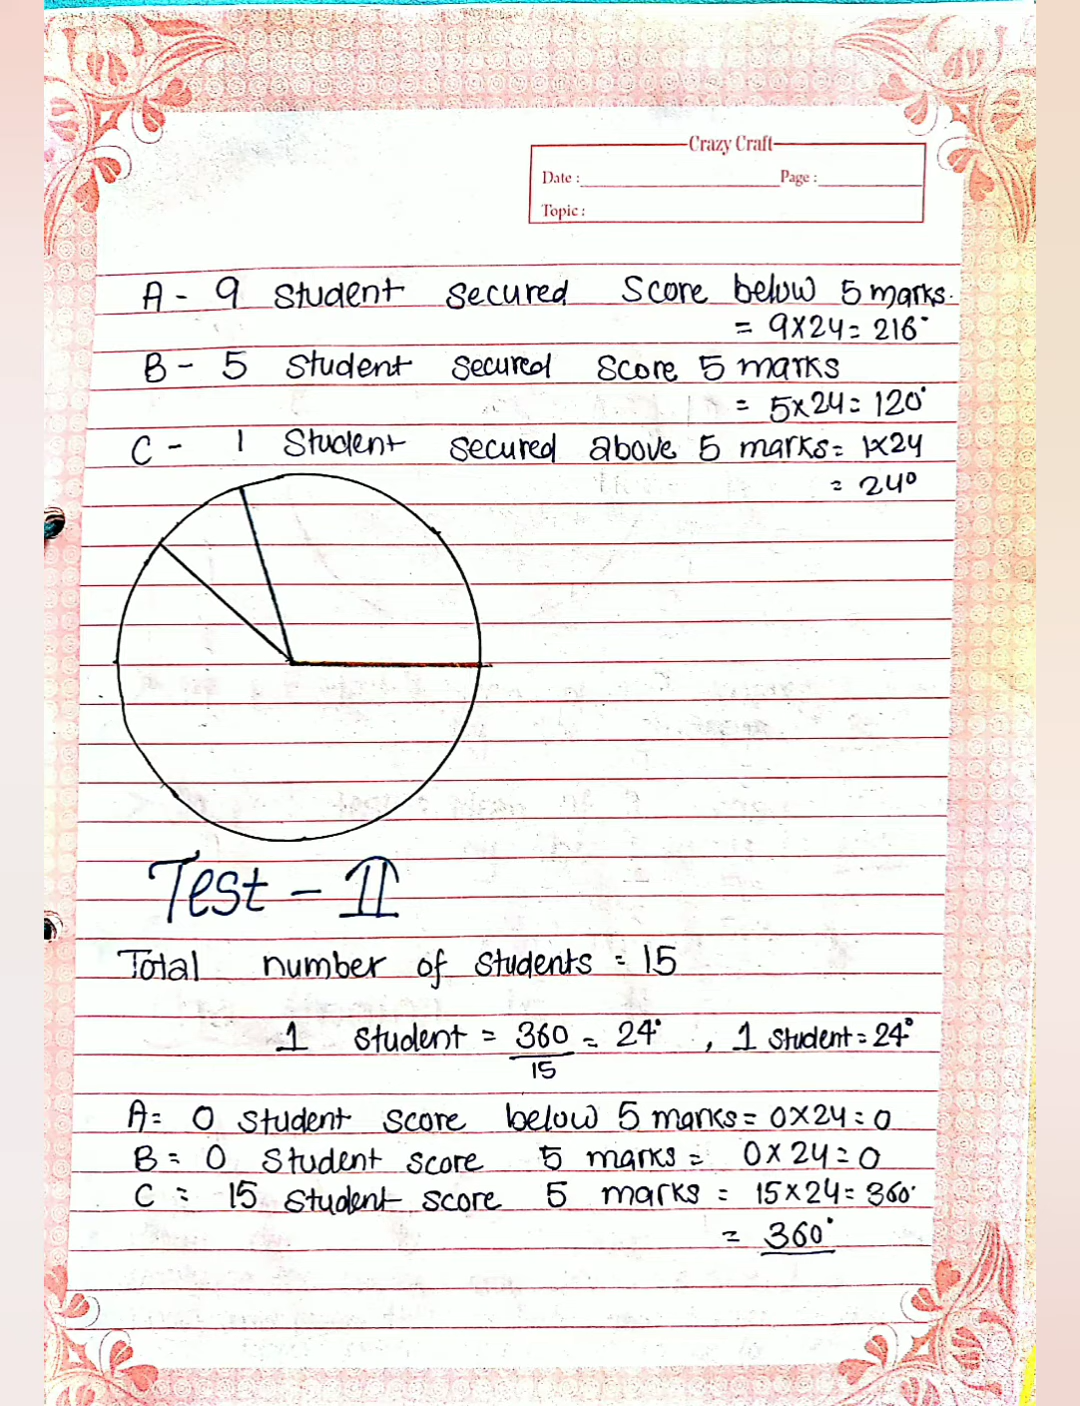 Crazy Craft
Date : Page :
Topic :
A - 9 Student secured Score below 5 marks.
= 9x24 = 216°
B - 5 Student secured Score 5 marks
= 5x24 = 120°
C - 1 Student secured above 5 marks = 1x24
= 24°
Test - II
Total number of students = 15
1 Student = 360/15 = 24° , 1 Student = 24°
A = 0 Student Score below 5 marks = 0x24 = 0
B = 0 Student score 5 marks = 0x24 = 0
C = 15 Student score 5 marks = 15x24 = 360°
= 360°